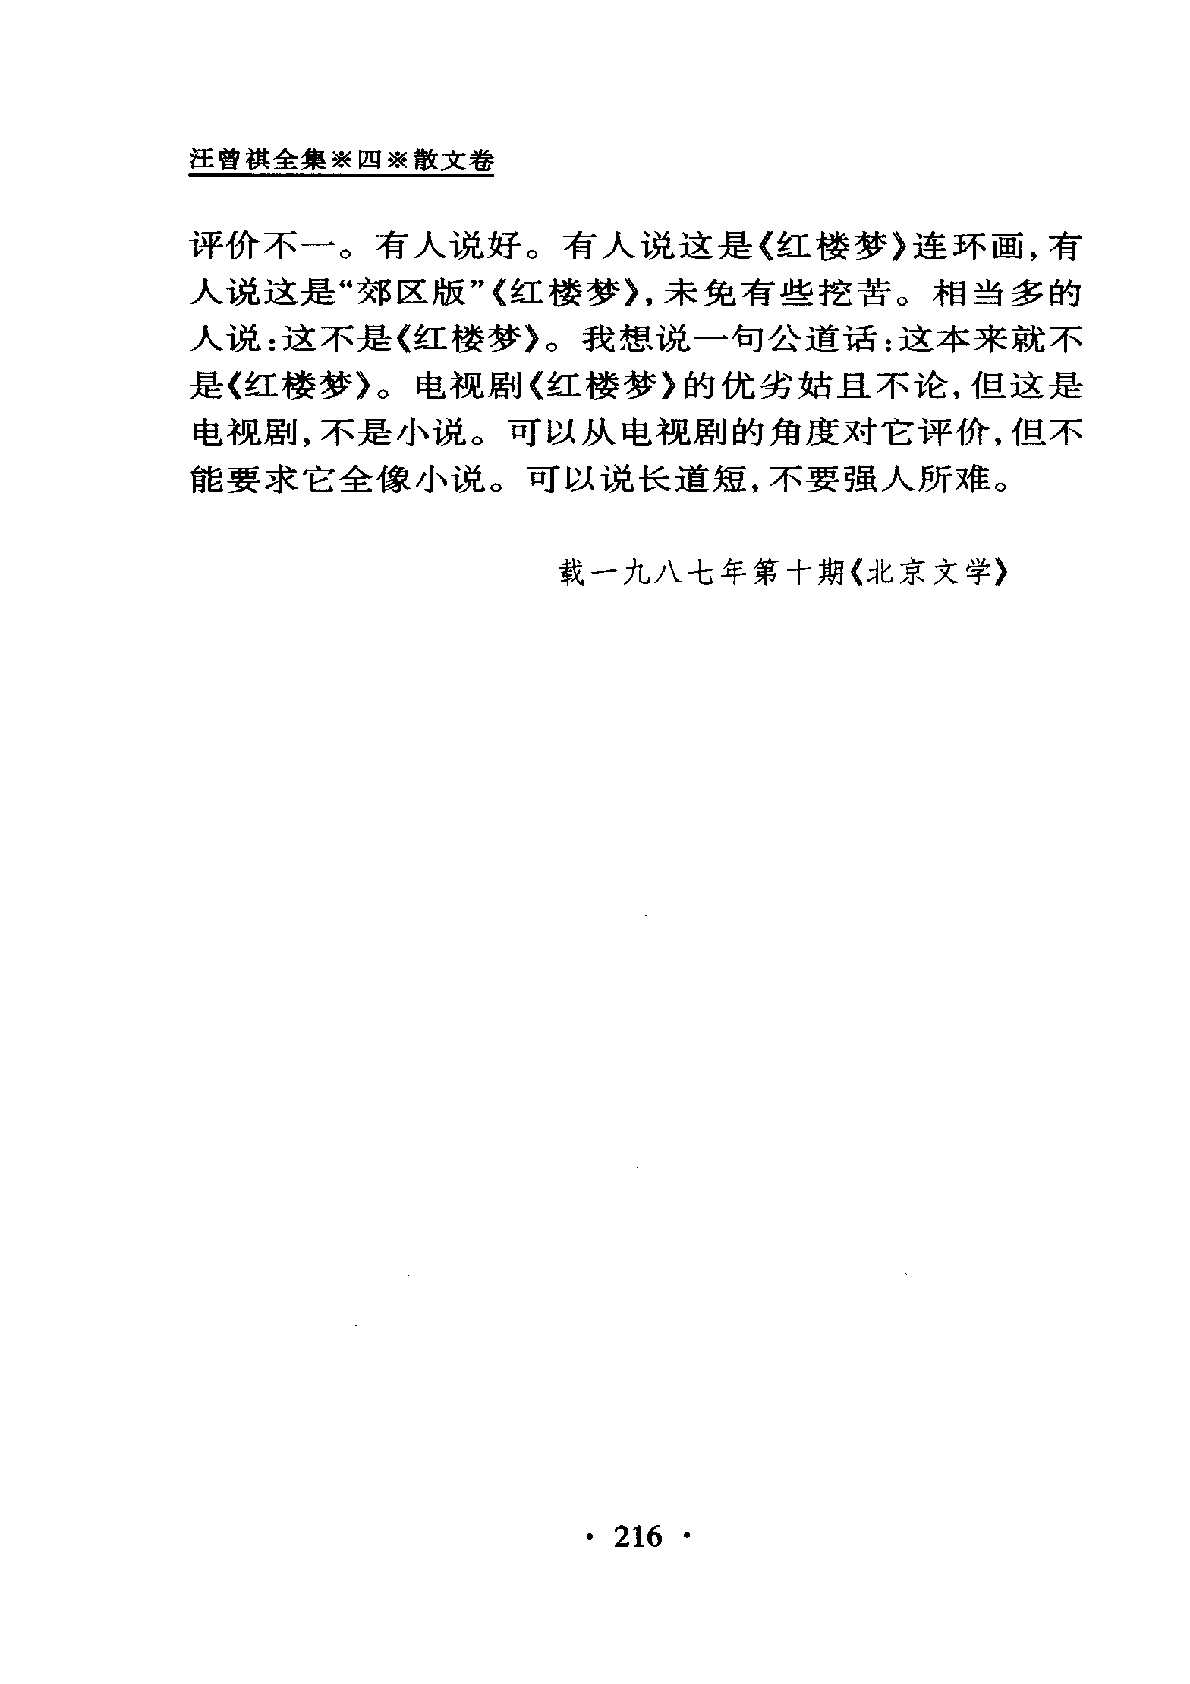 汪曾祺全集※四※散文卷
评价不一。有人说好。有人说这是《红楼梦》连环画，有
人说这是“郊区版”《红楼梦》，未免有些挖苦。相当多的
人说：这不是《红楼梦》。我想说一句公道话：这本来就不
是《红楼梦》。电视剧《红楼梦》的优劣姑且不论，但这是
电视剧，不是小说。可以从电视剧的角度对它评价，但不
能要求它全像小说。可以说长道短，不要强人所难。
载一九八七年第十期《北京文学》
· 216 ·